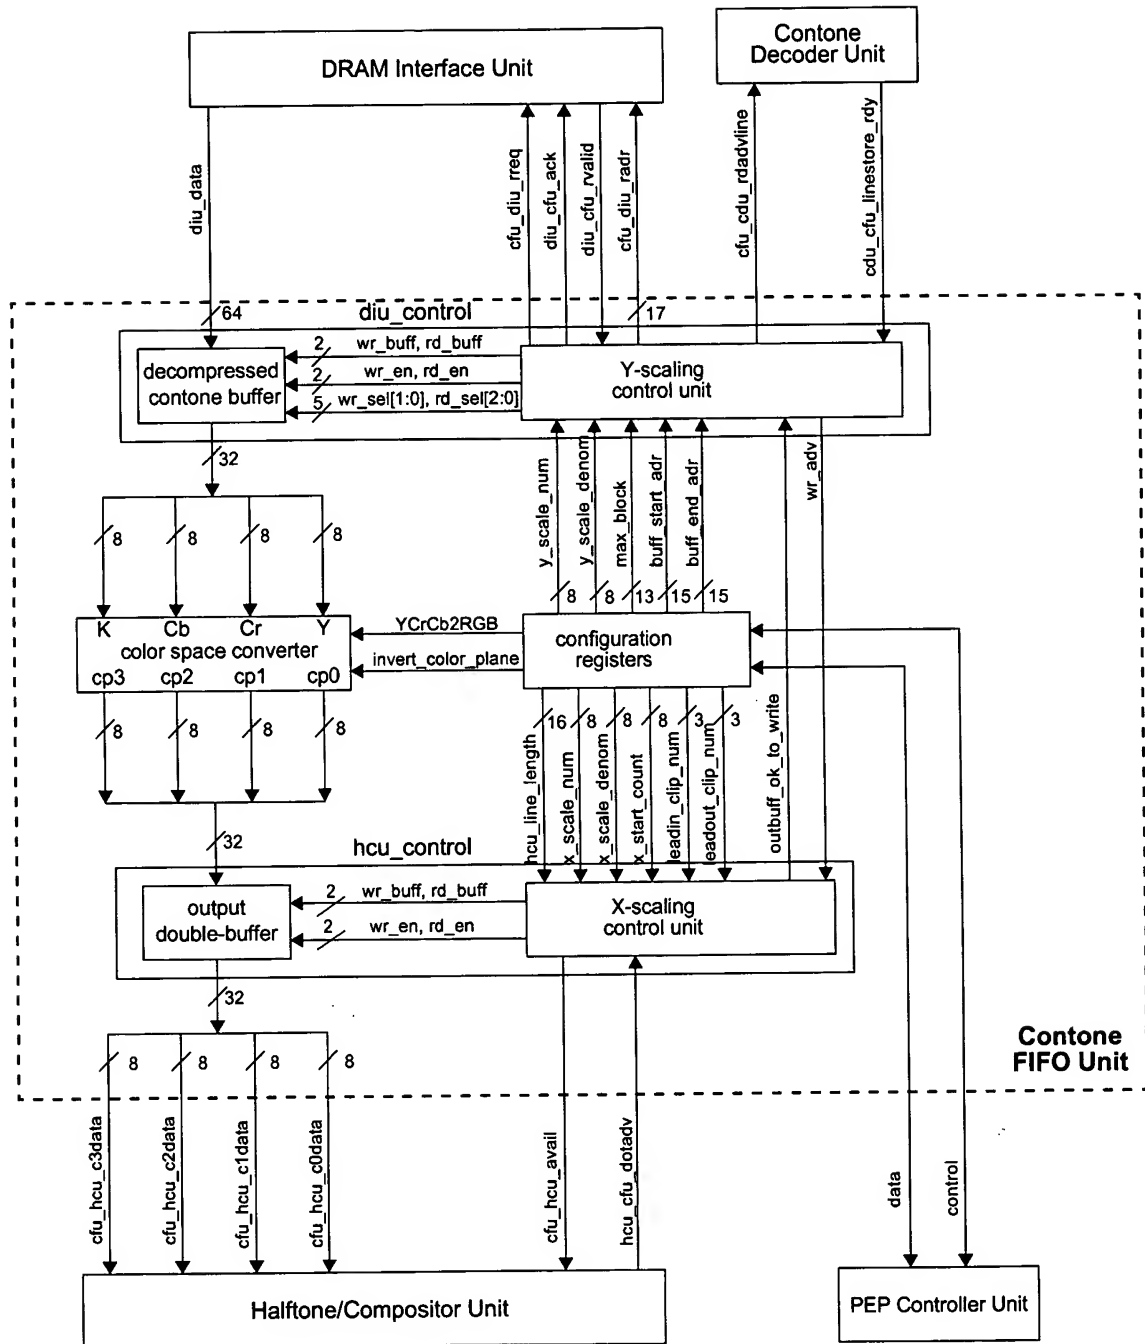 DRAM Interface Unit
Contone
Decoder Unit
diu_data
cfu_diu_rreq
diu_cfu_ack
diu_cfu_rvalid
cfu_diu_radr
cfu_cdu_rdadvline
cdu_cfu_linestore_rdy
64
diu_control
17
decompressed
contone buffer
2 wr_buff, rd_buff
2 wr_en, rd_en
5 wr_sel[1:0], rd_sel[2:0]
Y-scaling
control unit
32
y_scale_num
y_scale_denom
max_block
buff_start_adr
buff_end_adr
wr_adv
8 8 8 8
8 8 13 15 15
K Cb Cr Y
color space converter
cp3 cp2 cp1 cp0
YCrCb2RGB
invert_color_plane
configuration
registers
8 8 8 8
16 8 8 8 3 3
hcu_line_length
x_scale_num
x_scale_denom
x_start_count
leadin_clip_num
leadout_clip_num
outbuff_ok_to_write
32
hcu_control
output
double-buffer
2 wr_buff, rd_buff
2 wr_en, rd_en
X-scaling
control unit
32
8 8 8 8
Contone
FIFO Unit
cfu_hcu_c3data
cfu_hcu_c2data
cfu_hcu_c1data
cfu_hcu_c0data
cfu_hcu_avail
hcu_cfu_dotadv
data
control
Halftone/Compositor Unit
PEP Controller Unit